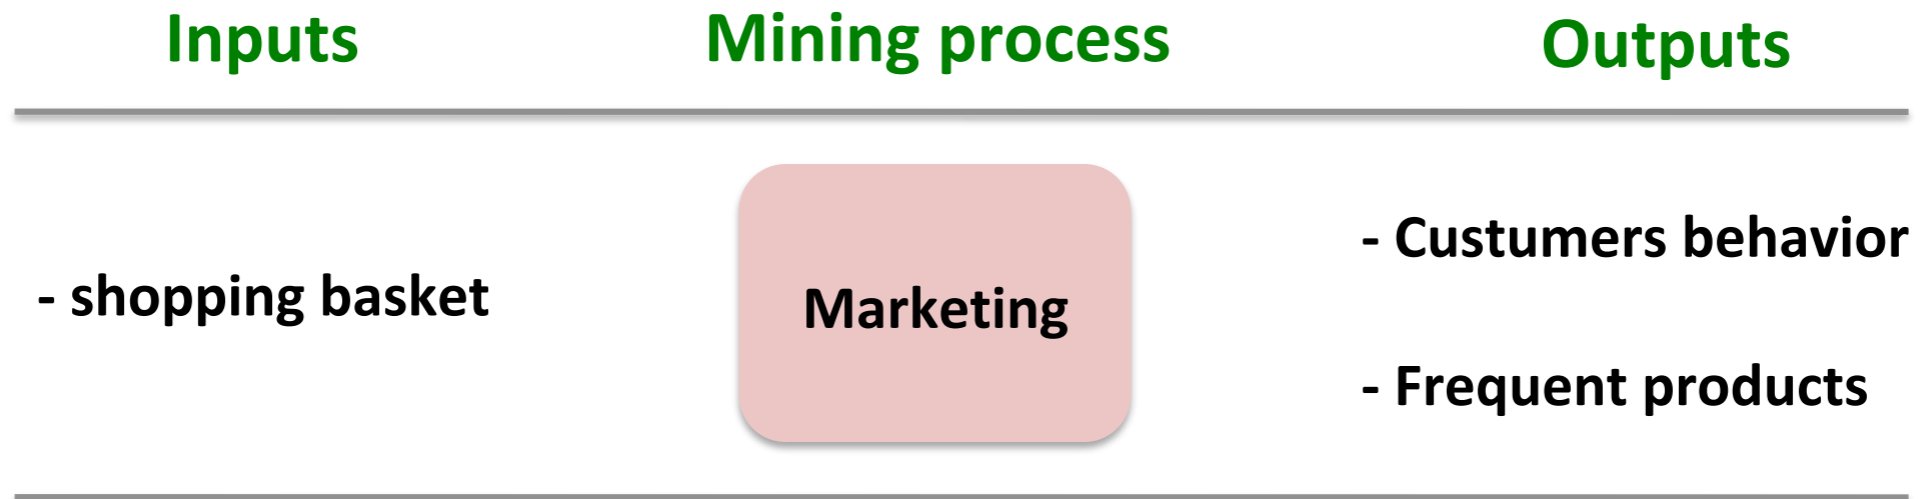 Inputs
Mining process
Outputs
- shopping basket
Marketing
- Custumers behavior
- Frequent products